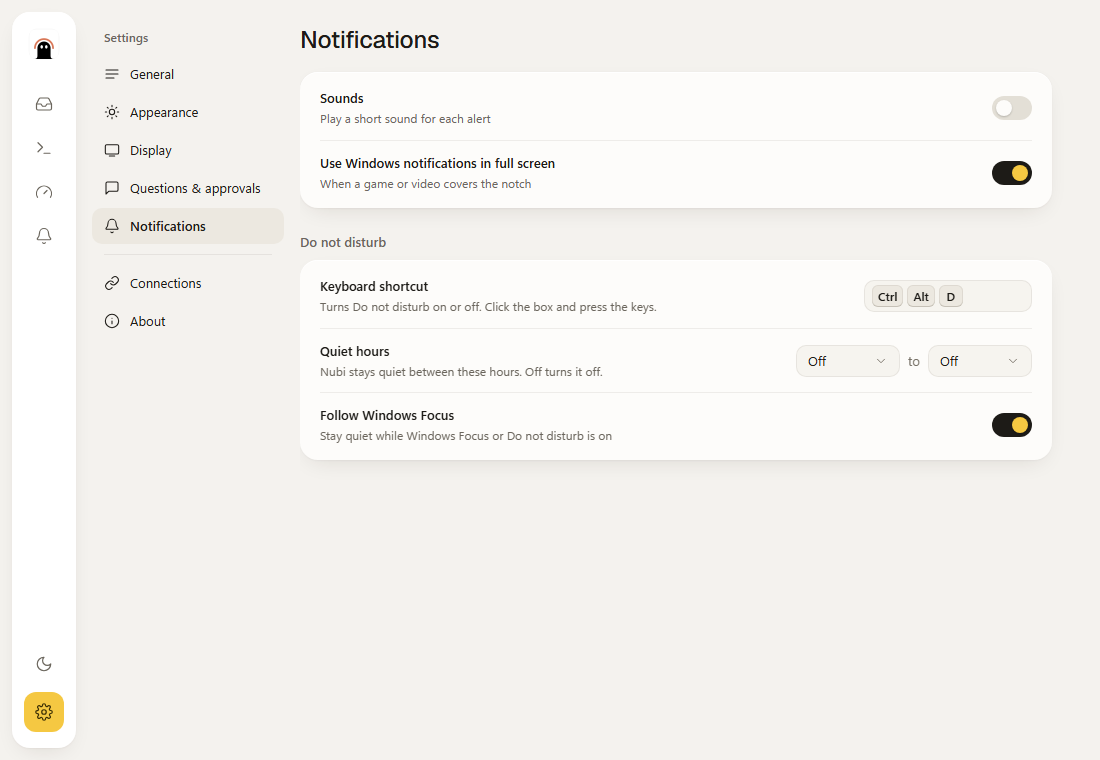 Settings
General
Appearance
Display
Questions & approvals
Notifications
Connections
About
Notifications
Sounds
Play a short sound for each alert
Use Windows notifications in full screen
When a game or video covers the notch
Do not disturb
Keyboard shortcut
Turns Do not disturb on or off. Click the box and press the keys.
Ctrl Alt D
Quiet hours
Nubi stays quiet between these hours. Off turns it off.
Off to Off
Follow Windows Focus
Stay quiet while Windows Focus or Do not disturb is on